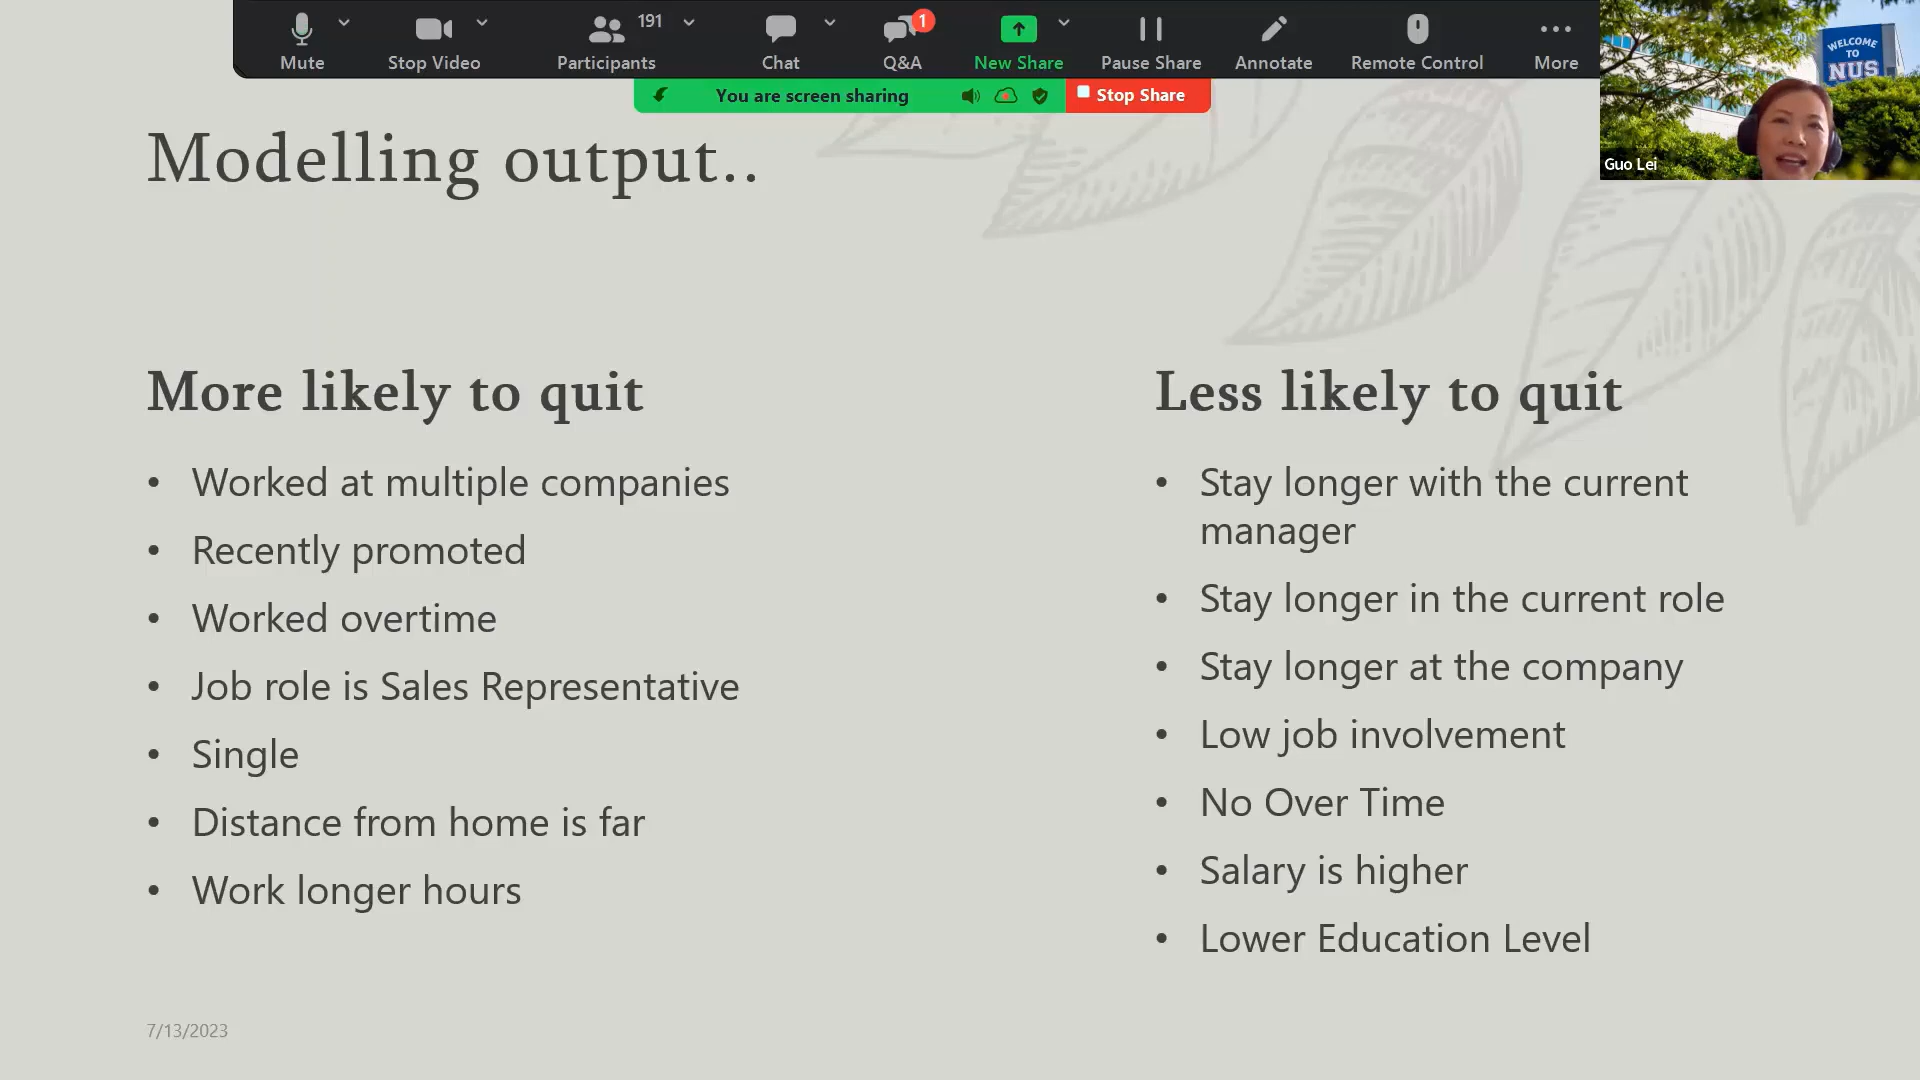 Mute
Stop Video
191
Participants
Chat
1
Q&A
New Share
Pause Share
Annotate
Remote Control
More
You are screen sharing
Stop Share
WELCOME
TO
NUS
Guo Lei
Modelling output..
More likely to quit
• Worked at multiple companies
• Recently promoted
• Worked overtime
• Job role is Sales Representative
• Single
• Distance from home is far
• Work longer hours
Less likely to quit
• Stay longer with the current
manager
• Stay longer in the current role
• Stay longer at the company
• Low job involvement
• No Over Time
• Salary is higher
• Lower Education Level
7/13/2023